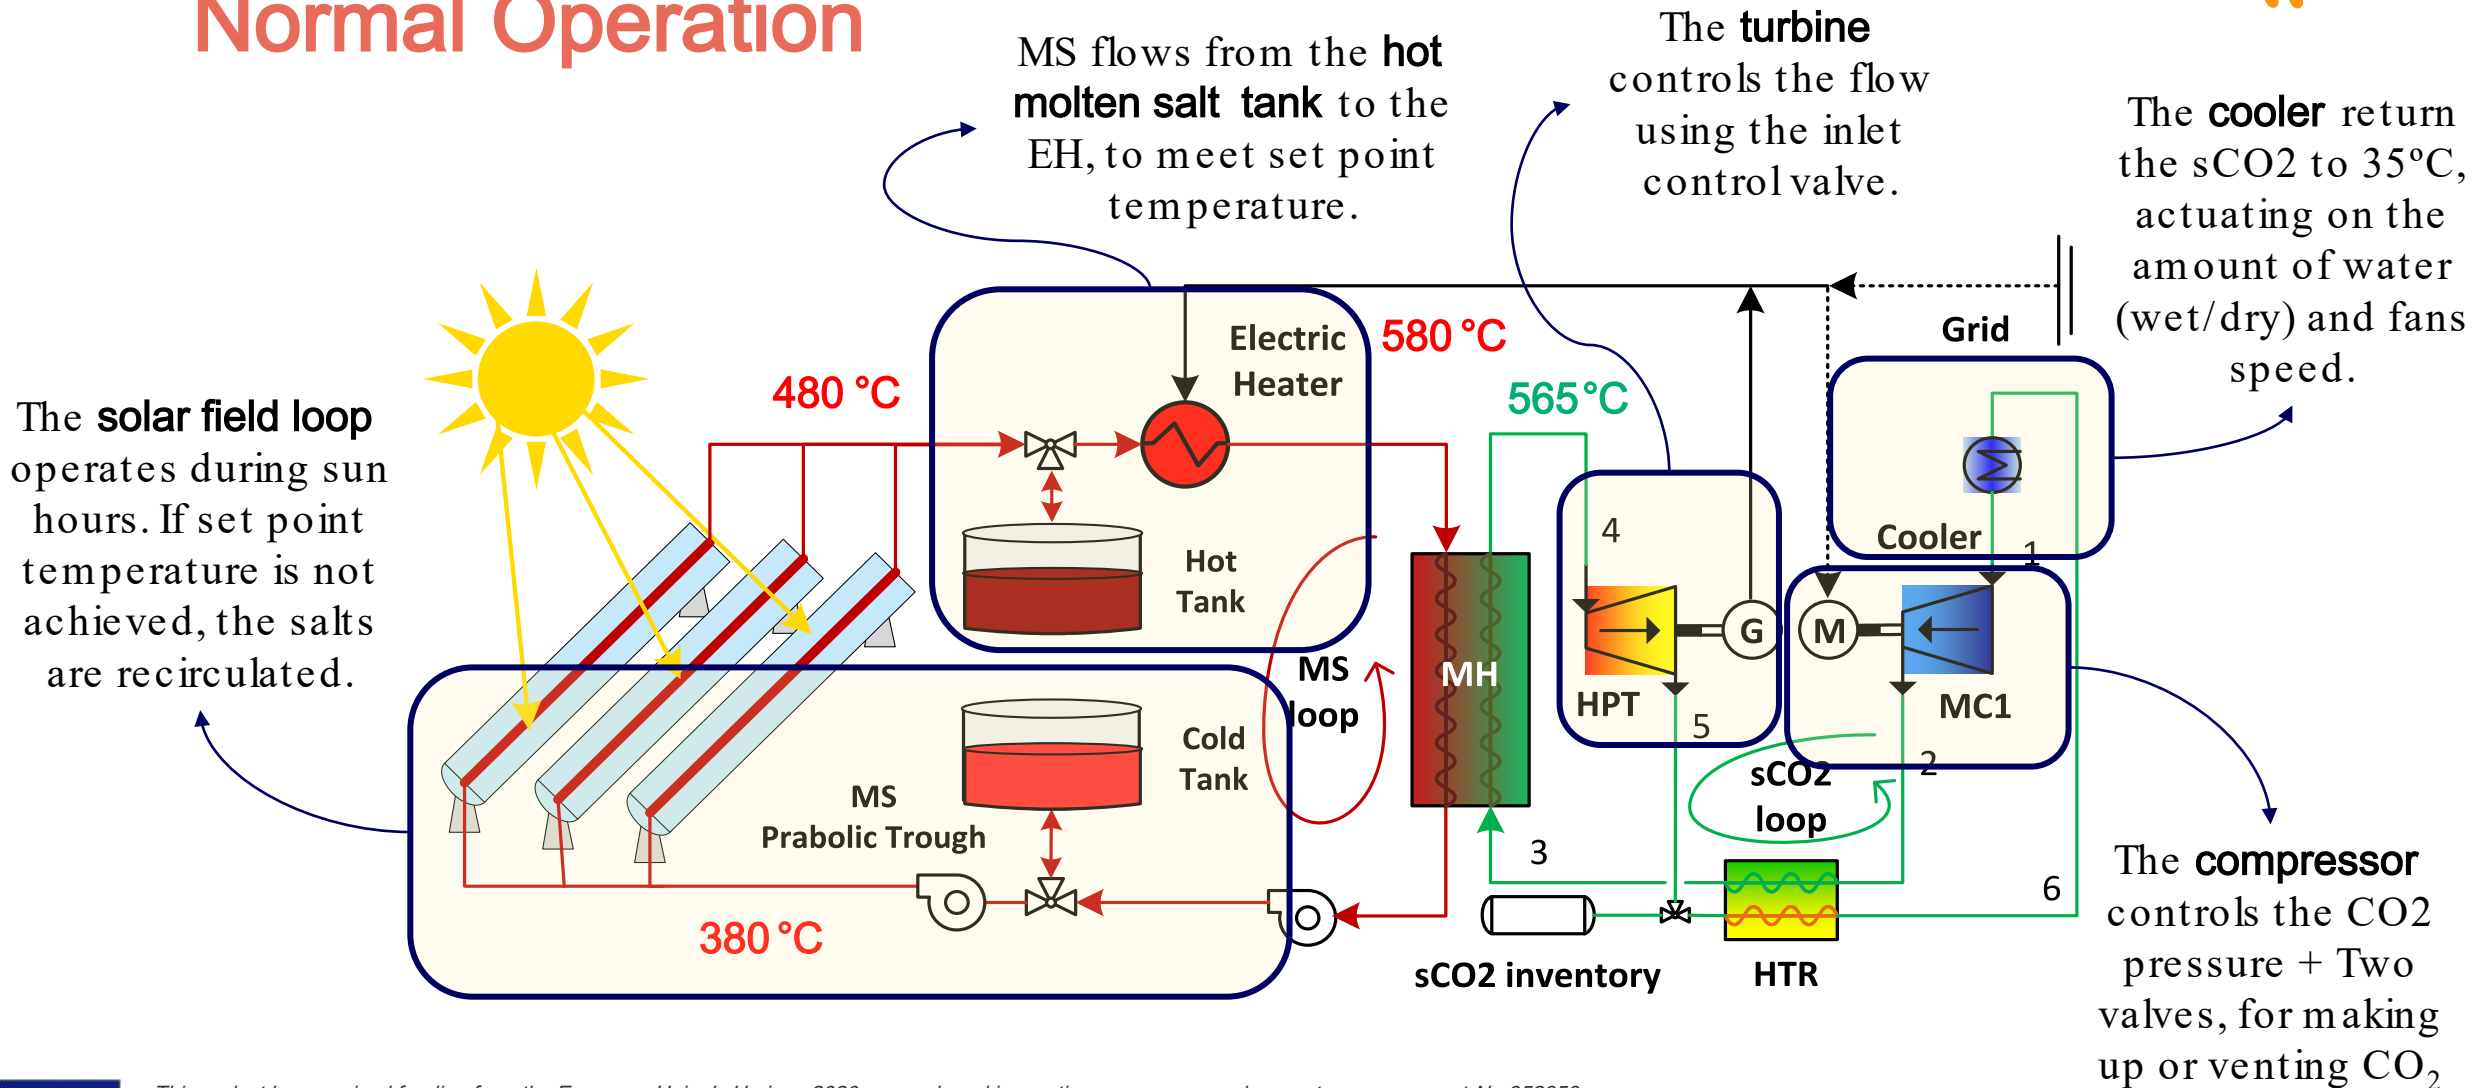 Normal Operation
MS flows from the hot
molten salt tank to the
EH, to meet set point
temperature.
The turbine
controls the flow
using the inlet
control valve.
The cooler return
the sCO2 to 35ºC,
actuating on the
amount of water
(wet/dry) and fans
speed.
The solar field loop
operates during sun
hours. If set point
temperature is not
achieved, the salts
are recirculated.
480 °C
Electric
Heater
580 °C
565°C
Grid
Hot
Tank
4
Cooler
1
MS
loop
MH
G
M
HPT
MC1
5
2
Cold
Tank
MS
Prabolic Trough
sCO2
loop
380 °C
3
6
sCO2 inventory
HTR
The compressor
controls the CO2
pressure + Two
valves, for making
up or venting CO₂